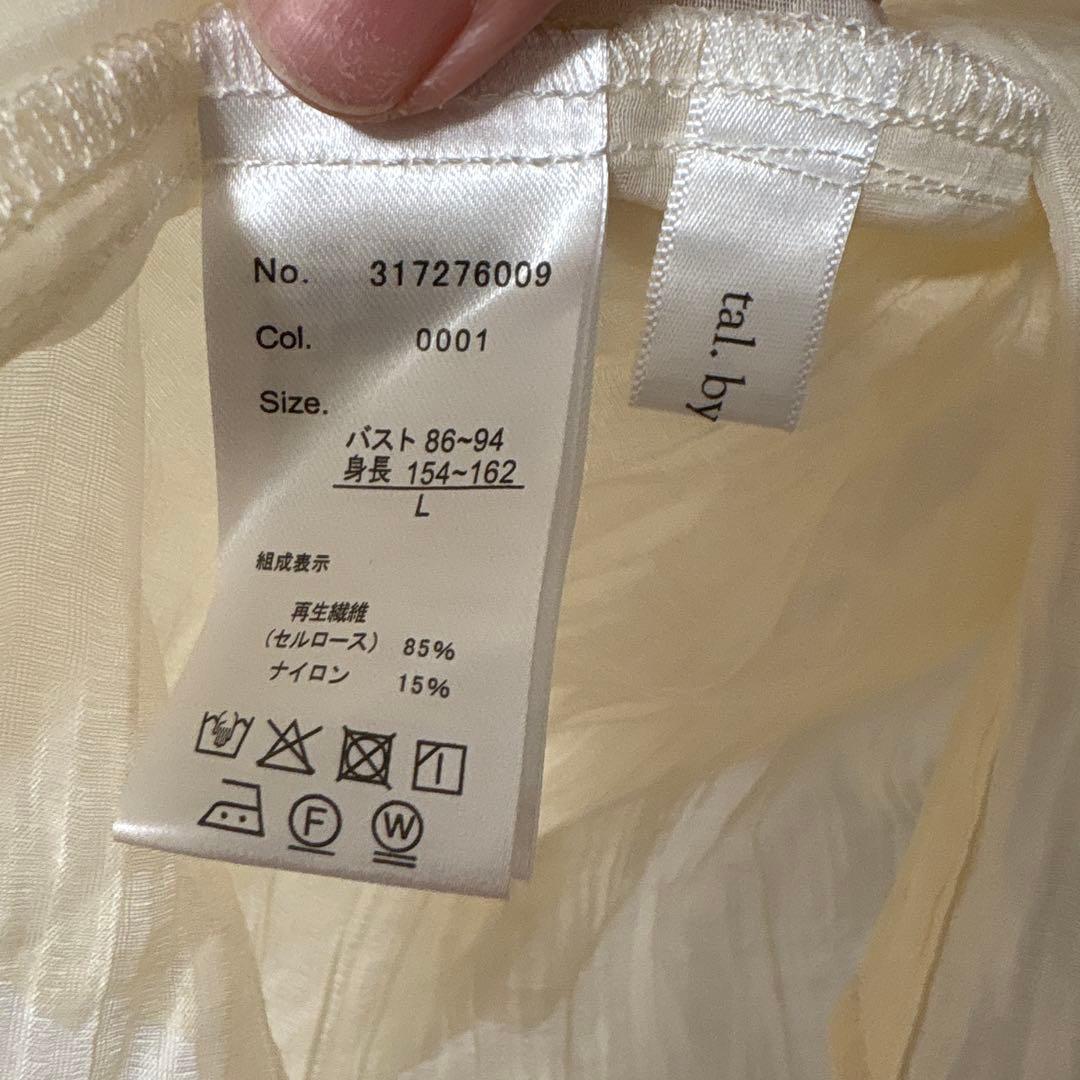 No. 317276009
Col. 0001
Size.
バスト 86~94
身長 154~162
L
組成表示
再生繊維
(セルロース) 85%
ナイロン 15%
F
W
tal. by